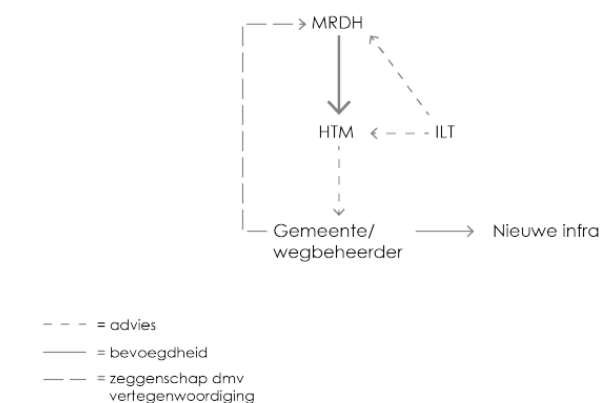 MRDH
HTM
ILT
Gemeente/
wegbeheerder
Nieuwe infra
= advies
= bevoegdheid
= zeggenschap dmv
vertegenwoordiging